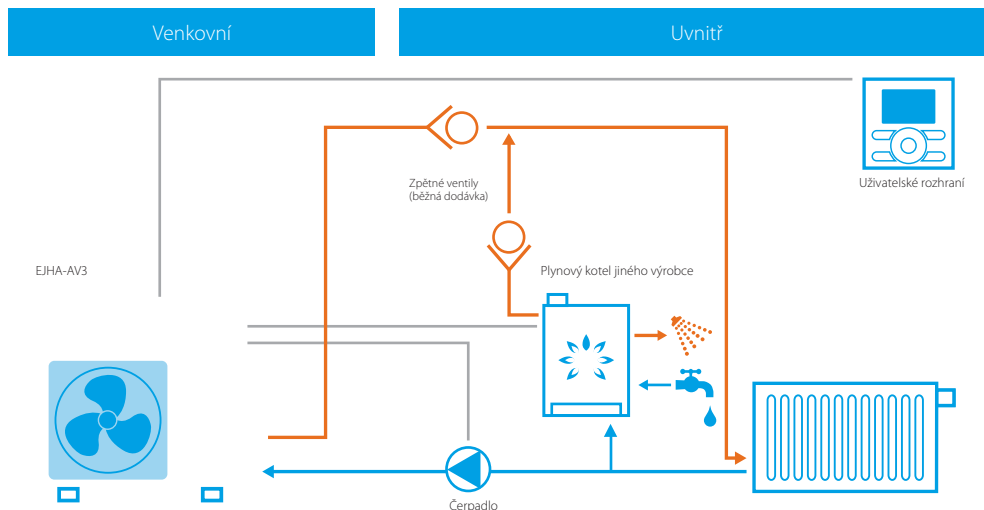 Venkovní
Uvnitř
Uživatelské rozhraní
Zpětné ventily
(běžná dodávka)
EJHA-AV3
Plynový kotel jiného výrobce
Čerpadlo